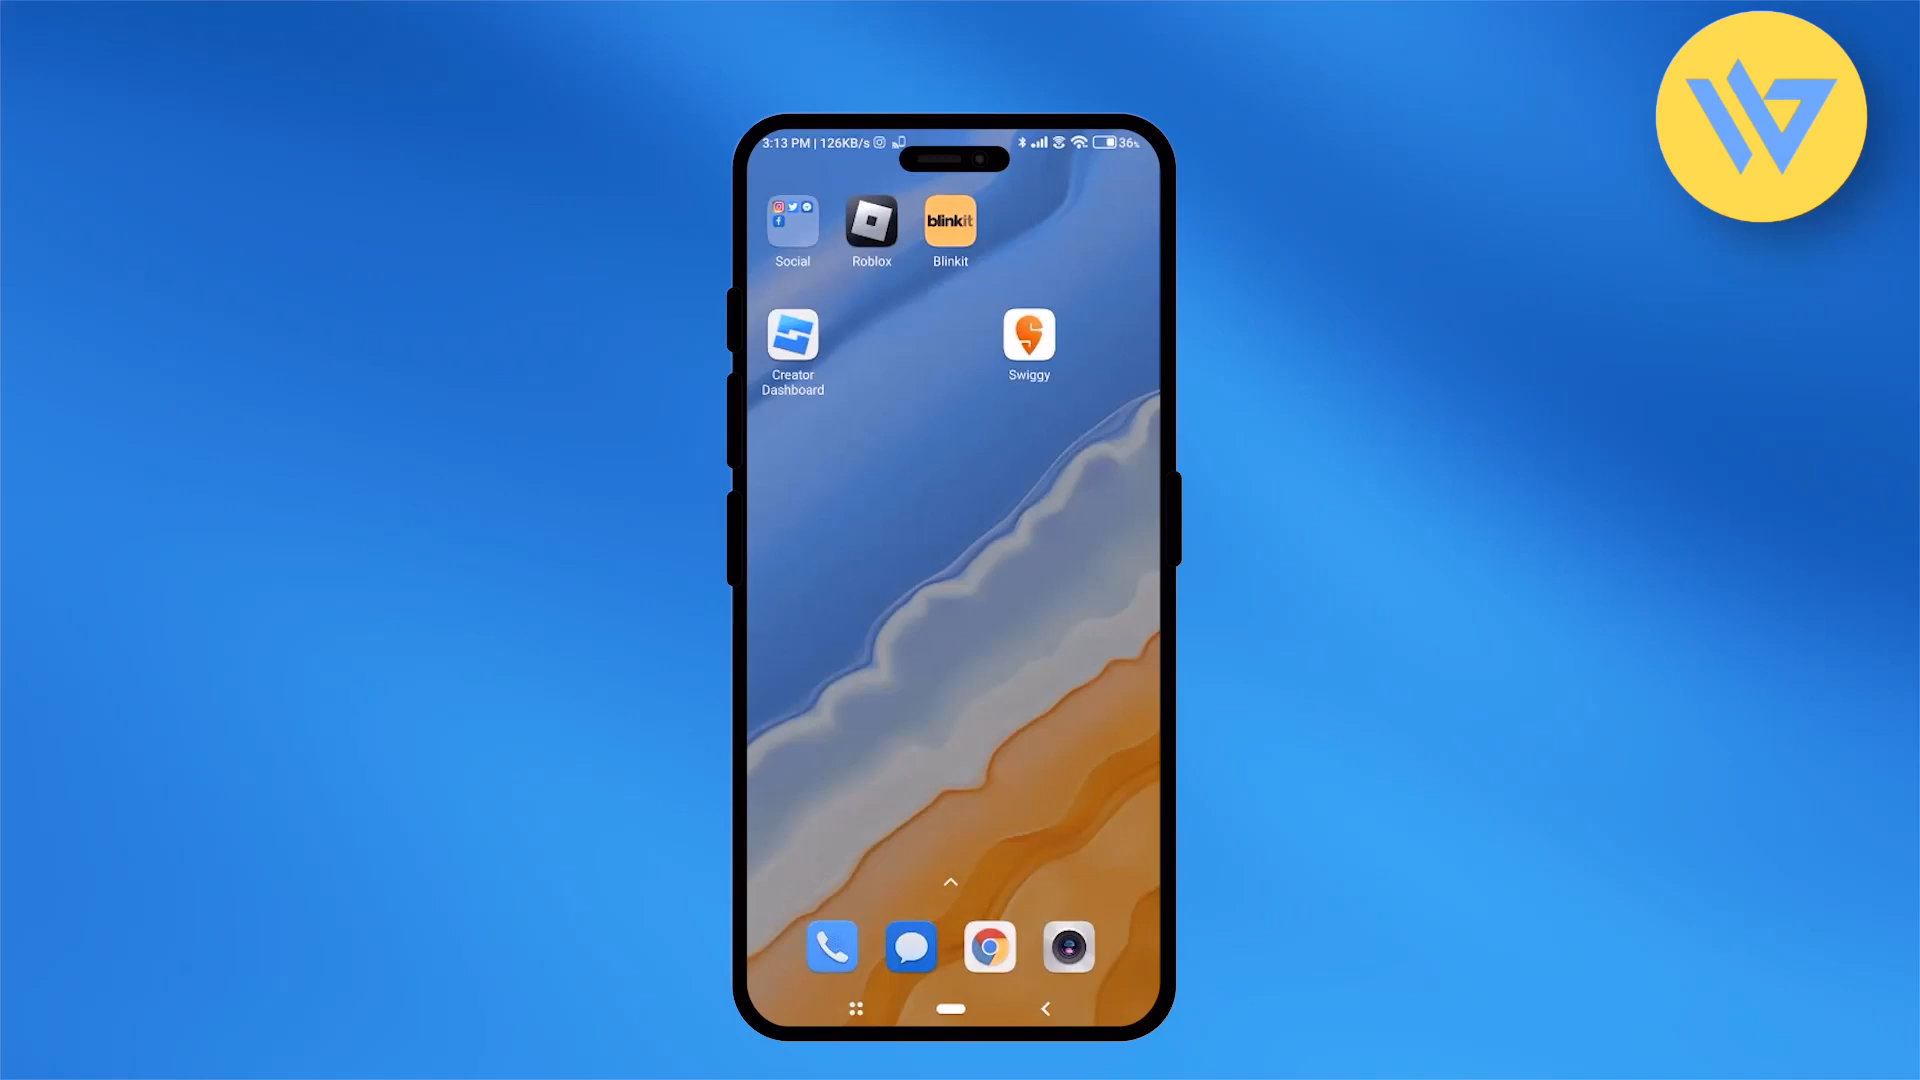 3:13 PM | 126KB/s
36%
blinkit
Social
Roblox
Blinkit
Creator
Dashboard
Swiggy